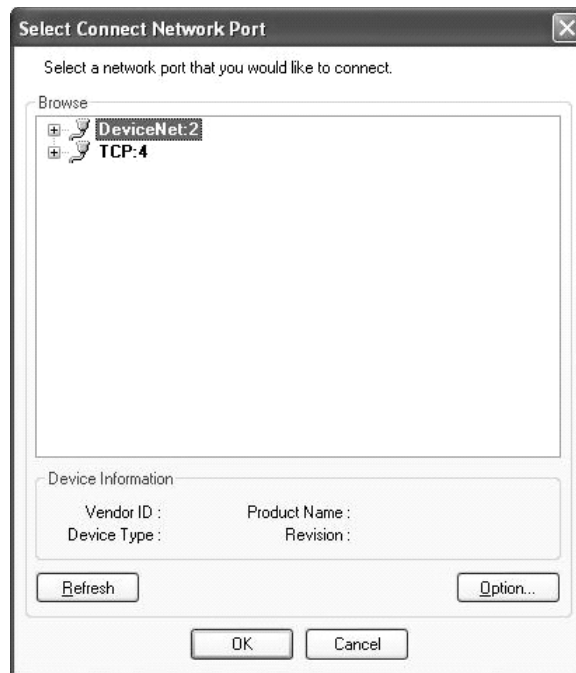 Select Connect Network Port
Select a network port that you would like to connect.
Browse
DeviceNet:2
TCP:4
Device Information
Vendor ID :
Product Name :
Device Type :
Revision :
Refresh
Option...
OK
Cancel